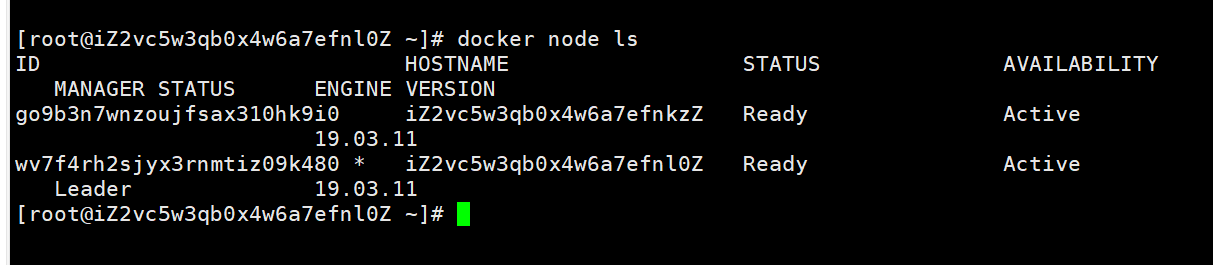 [root@iZ2vc5w3qb0x4w6a7efnl0Z ~]# docker node ls
ID                            HOSTNAME                  STATUS              AVAILABILITY
   MANAGER STATUS      ENGINE VERSION
go9b3n7wnzoujfsax310hk9i0     iZ2vc5w3qb0x4w6a7efnkzZ   Ready               Active
                       19.03.11
wv7f4rh2sjyx3rnmtiz09k480 *   iZ2vc5w3qb0x4w6a7efnl0Z   Ready               Active
   Leader              19.03.11
[root@iZ2vc5w3qb0x4w6a7efnl0Z ~]#